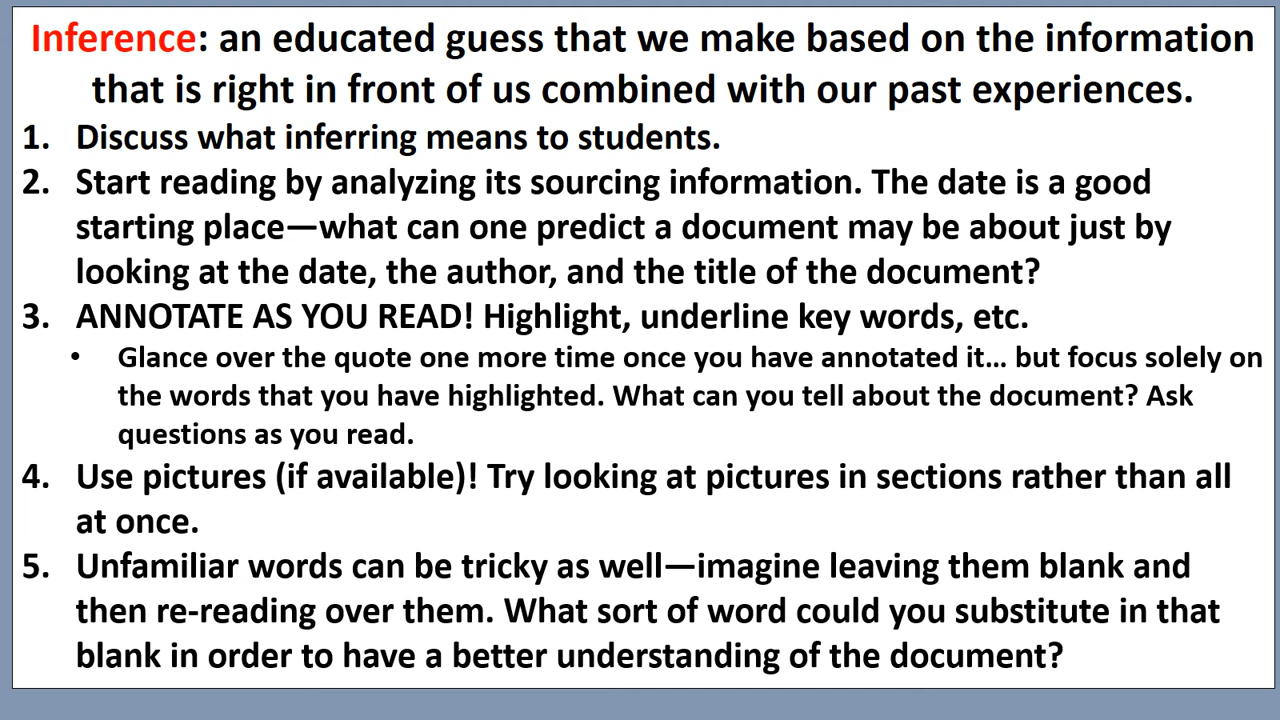 Inference: an educated guess that we make based on the information
that is right in front of us combined with our past experiences.
1. Discuss what inferring means to students.
2. Start reading by analyzing its sourcing information. The date is a good
starting place—what can one predict a document may be about just by
looking at the date, the author, and the title of the document?
3. ANNOTATE AS YOU READ! Highlight, underline key words, etc.
• Glance over the quote one more time once you have annotated it… but focus solely on
the words that you have highlighted. What can you tell about the document? Ask
questions as you read.
4. Use pictures (if available)! Try looking at pictures in sections rather than all
at once.
5. Unfamiliar words can be tricky as well—imagine leaving them blank and
then re-reading over them. What sort of word could you substitute in that
blank in order to have a better understanding of the document?